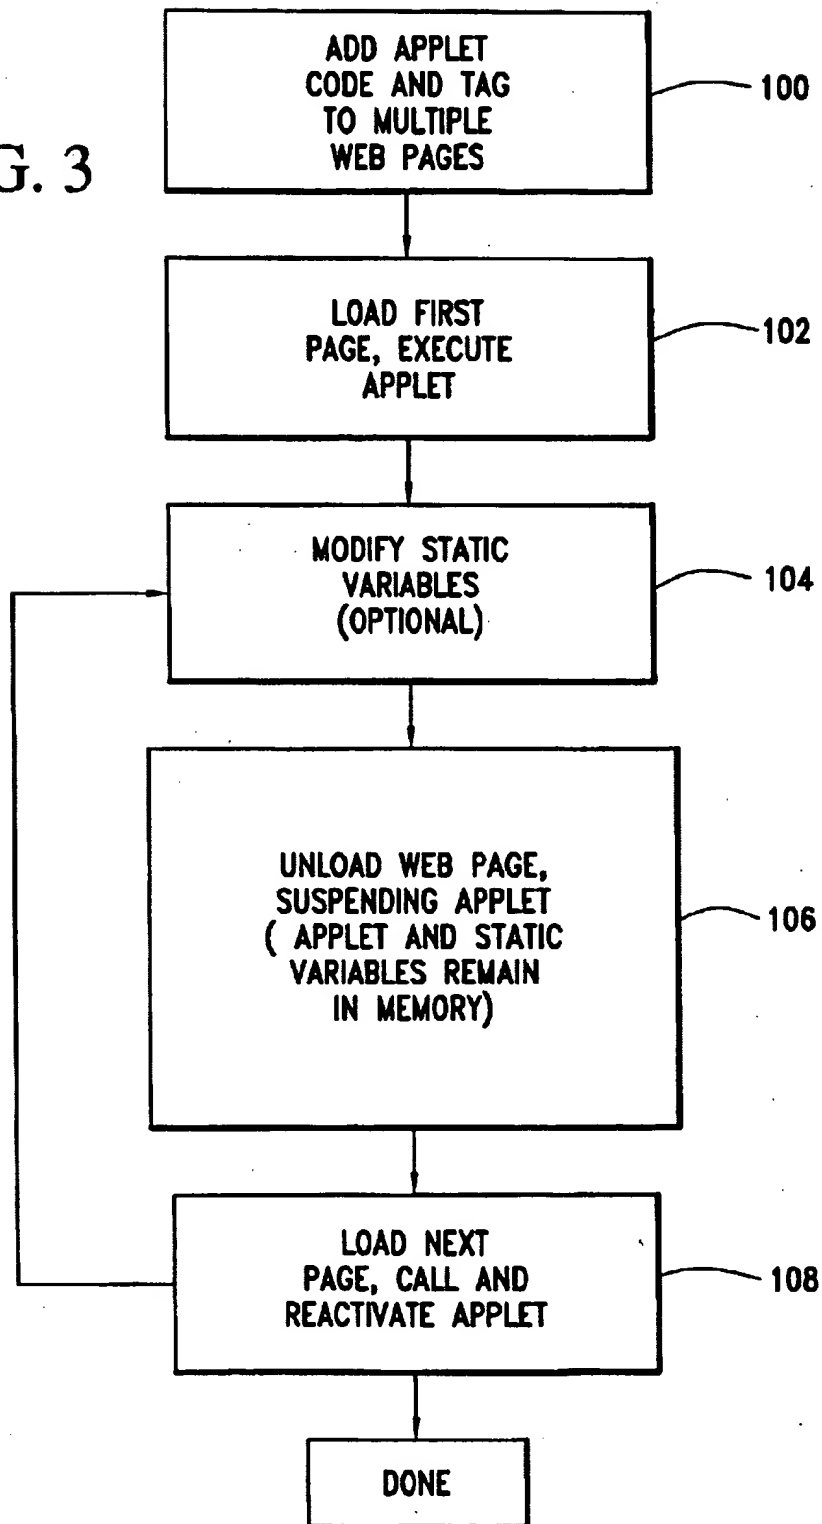 ADD APPLET
CODE AND TAG
TO MULTIPLE
WEB PAGES
100
G. 3
LOAD FIRST
PAGE, EXECUTE
APPLET
102
MODIFY STATIC
VARIABLES
(OPTIONAL)
104
UNLOAD WEB PAGE,
SUSPENDING APPLET
( APPLET AND STATIC
VARIABLES REMAIN
IN MEMORY)
106
LOAD NEXT
PAGE, CALL AND
REACTIVATE APPLET
108
DONE